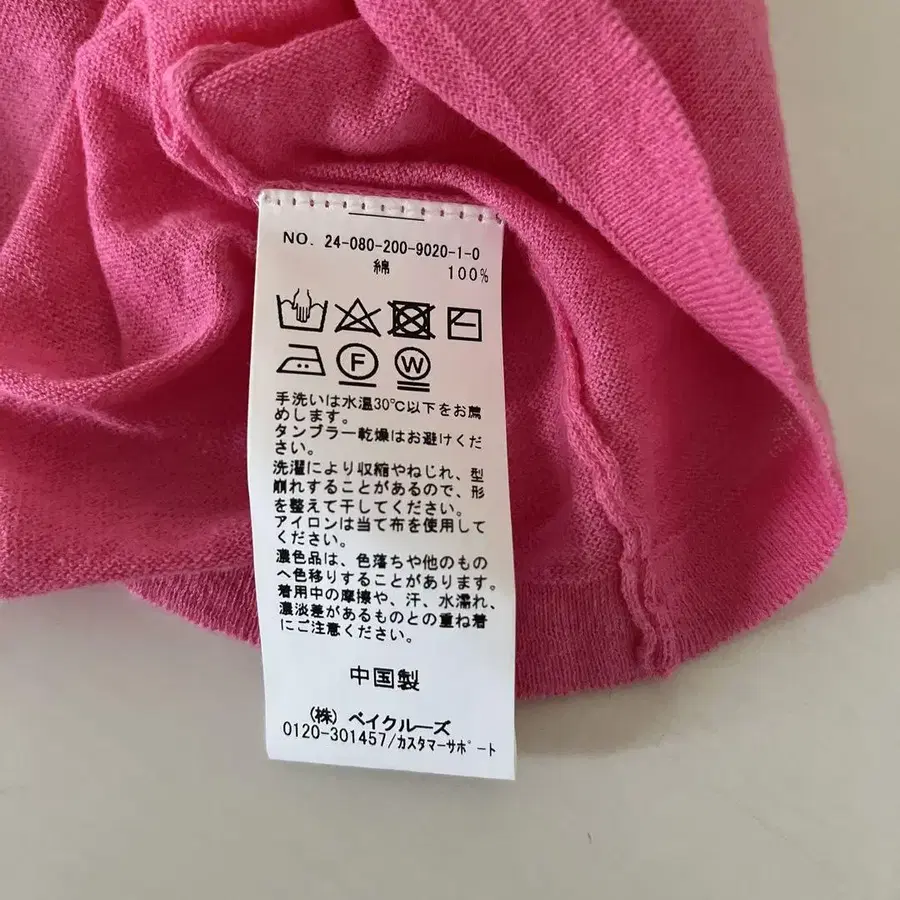 NO. 24-080-200-9020-1-0
綿 100%
F W
手洗いは水温30℃以下をお薦
めします。
タンブラー乾燥はお避けくだ
さい。
洗濯により収縮やねじれ、型
崩れすることがあるので、形
を整えて干してください。
アイロンは当て布を使用して
ください。
濃色品は、色落ちや他のもの
へ色移りすることがあります。
着用中の摩擦や、汗、水濡れ、
濃淡差があるものとの重ね着
にご注意ください。
中国製
(株) ベイクルーズ
0120-301457/カスタマーサポート